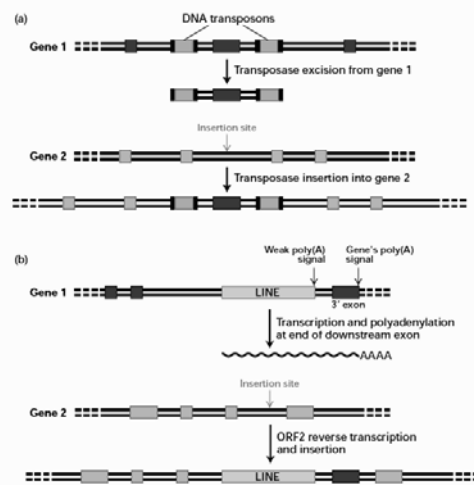 (a)
DNA transposons
Gene 1
Transposase excision from gene 1
Insertion site
Gene 2
Transposase insertion into gene 2
(b)
Weak poly(A)
signal
Gene's poly(A)
signal
Gene 1
LINE
3' exon
Transcription and polyadenylation
at end of downstream exon
AAAA
Insertion site
Gene 2
ORF2 reverse transcription
and insertion
LINE